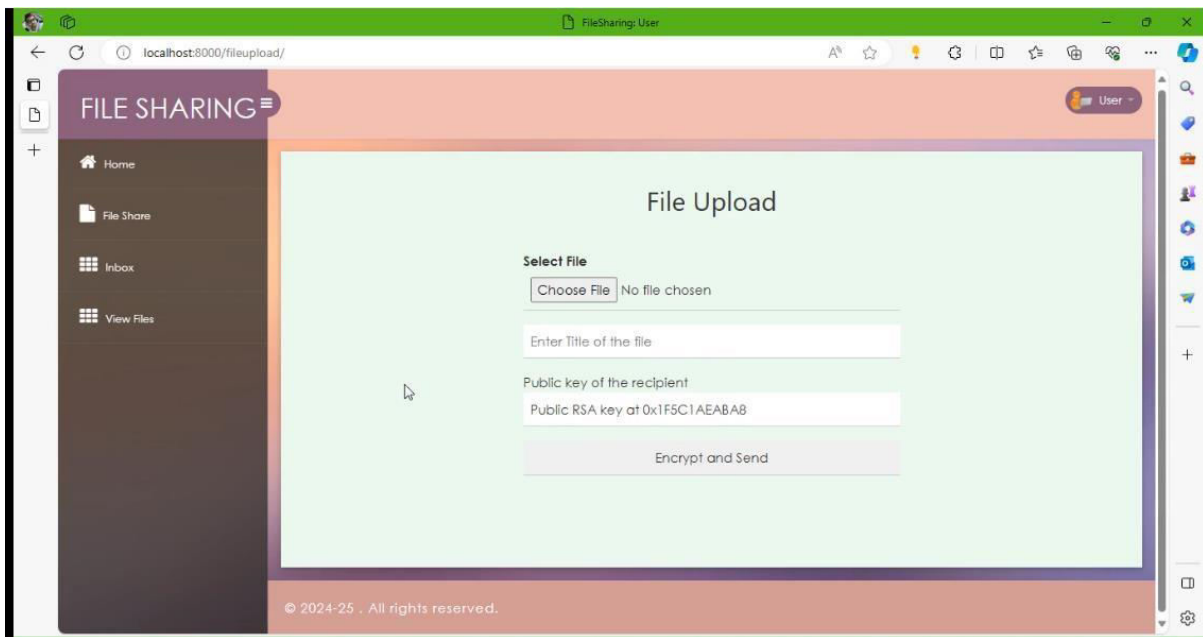 FileSharing: User
localhost:8000/fileupload/
FILE SHARING
User
Home
File Share
Inbox
View Files
File Upload
Select File
Choose File No file chosen
Enter Title of the file
Public key of the recipient
Public RSA key at 0x1F5C1AEABA8
Encrypt and Send
© 2024-25 . All rights reserved.